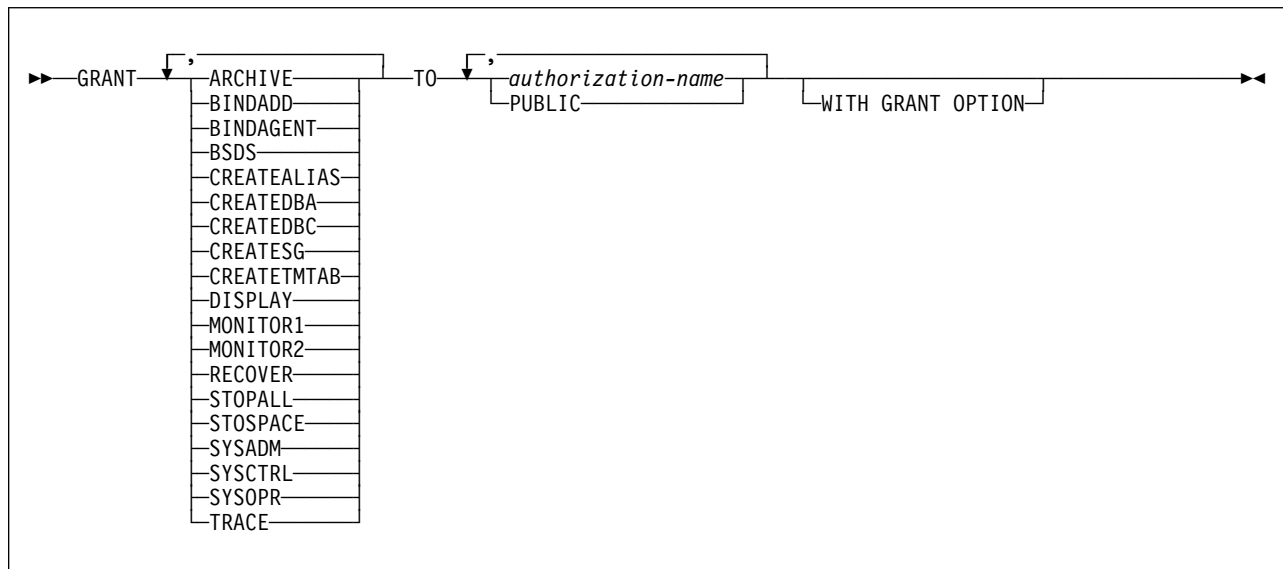 , ,
GRANT ARCHIVE TO authorization-name
BINDADD PUBLIC WITH GRANT OPTION
BINDAGENT
BSDS
CREATEALIAS
CREATEDBA
CREATEDBC
CREATESG
CREATETMTAB
DISPLAY
MONITOR1
MONITOR2
RECOVER
STOPALL
STOSPACE
SYSADM
SYSCTRL
SYSOPR
TRACE